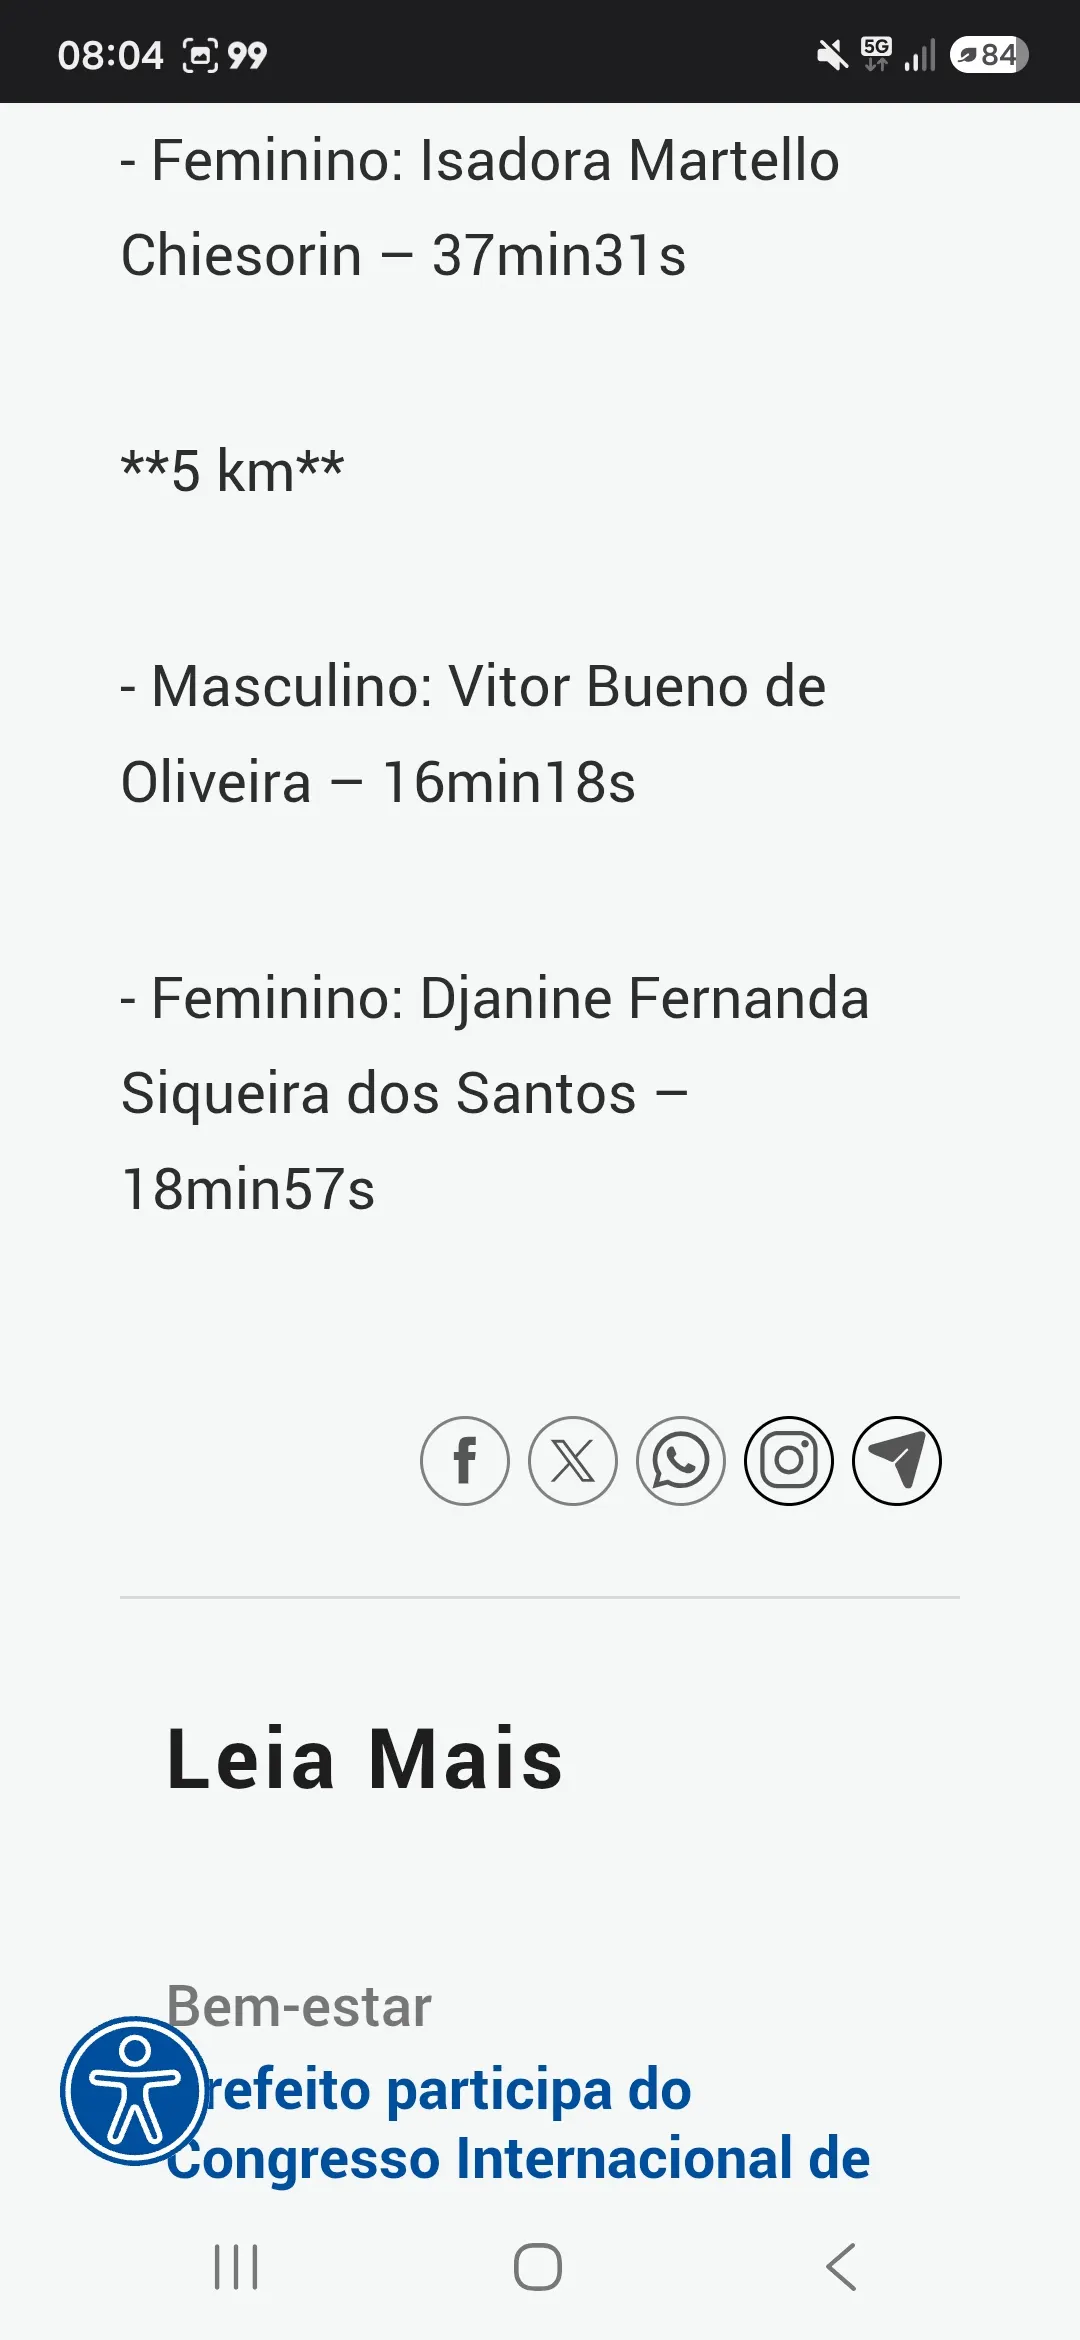 08:04 99 5G 84
- Feminino: Isadora Martello
Chiesorin – 37min31s
**5 km**
- Masculino: Vitor Bueno de
Oliveira – 16min18s
- Feminino: Djanine Fernanda
Siqueira dos Santos –
18min57s
Leia Mais
Bem-estar
refeito participa do
Congresso Internacional de